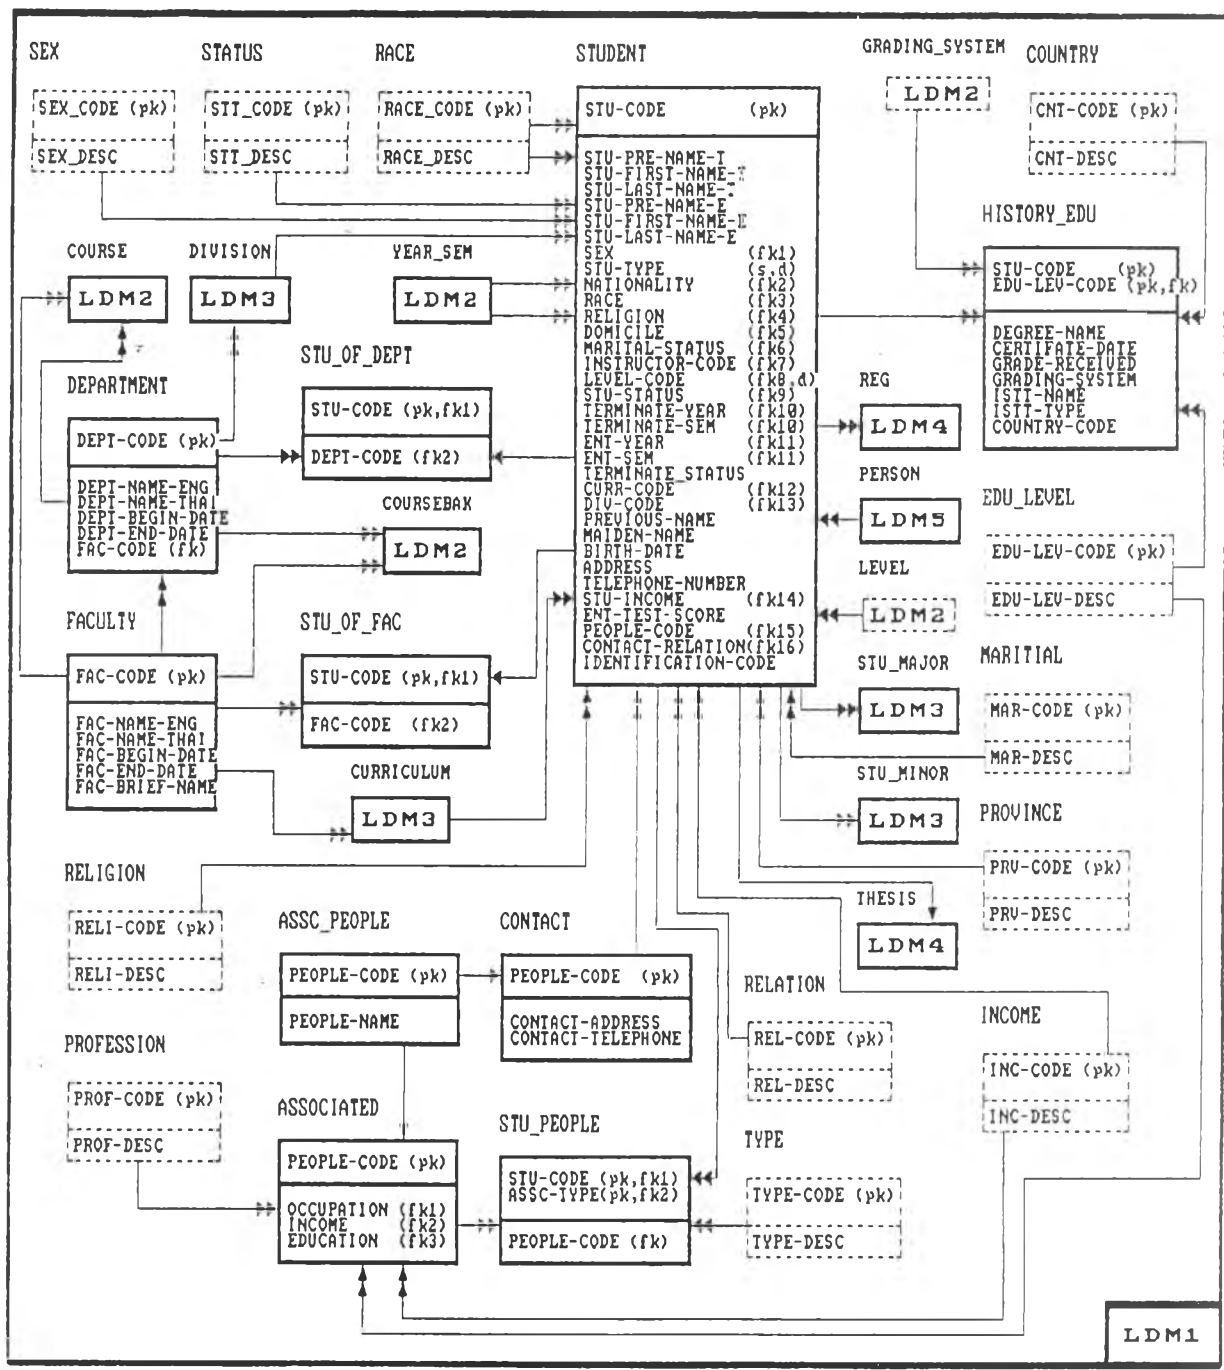 SEX
SEX_CODE (pk)
SEX_DESC
STATUS
STT_CODE (pk)
STT_DESC
RACE
RACE_CODE (pk)
RACE_DESC
STUDENT
STU-CODE (pk)
STU-PRE-NAME-T
STU-FIRST-NAME-T
STU-LAST-NAME-T
STU-PRE-NAME-E
STU-FIRST-NAME-E
STU-LAST-NAME-E
SEX (fk1)
STU-TYPE (s,d)
NATIONALITY (fk2)
RACE (fk3)
RELIGION (fk4)
DOMICILE (fk5)
MARITAL-STATUS (fk6)
INSTRUCTOR-CODE (fk7)
LEVEL-CODE (fk8,d)
STU-STATUS (fk9)
TERMINATE-YEAR (fk10)
TERMINATE-SEM (fk10)
ENT-YEAR (fk11)
ENT-SEM (fk11)
TERMINATE_STATUS
CURR-CODE (fk12)
DIV-CODE (fk13)
PREVIOUS-NAME
MAIDEN-NAME
BIRTH-DATE
ADDRESS
TELEPHONE-NUMBER
STU-INCOME (fk14)
ENT-TEST-SCORE
PEOPLE-CODE (fk15)
CONTACT-RELATION(fk16)
IDENTIFICATION-CODE
GRADING_SYSTEM
LDM2
COUNTRY
CNT-CODE (pk)
CNT-DESC
HISTORY_EDU
STU-CODE (pk)
EDU-LEV-CODE (pk,fk)
DEGREE-NAME
CERTIFATE-DATE
GRADE-RECEIVED
GRADING-SYSTEM
ISTT-NAME
ISTT-TYPE
COUNTRY-CODE
COURSE
LDM2
DIVISION
LDM3
YEAR_SEM
LDM2
STU_OF_DEPT
STU-CODE (pk,fk1)
DEPT-CODE (fk2)
DEPARTMENT
DEPT-CODE (pk)
DEPT-NAME-ENG
DEPT-NAME-THAI
DEPT-BEGIN-DATE
DEPT-END-DATE
FAC-CODE (fk)
COURSEBAK
LDM2
REG
LDM4
PERSON
LDM5
LEVEL
LDM2
EDU_LEVEL
EDU-LEV-CODE (pk)
EDU-LEV-DESC
FACULTY
FAC-CODE (pk)
FAC-NAME-ENG
FAC-NAME-THAI
FAC-BEGIN-DATE
FAC-END-DATE
FAC-BRIEF-NAME
STU_OF_FAC
STU-CODE (pk,fk1)
FAC-CODE (fk2)
CURRICULUM
LDM3
STU_MAJOR
LDM3
STU_MINOR
LDM3
MARITIAL
MAR-CODE (pk)
MAR-DESC
PROVINCE
PRV-CODE (pk)
PRV-DESC
RELIGION
RELI-CODE (pk)
RELI-DESC
ASSC_PEOPLE
PEOPLE-CODE (pk)
PEOPLE-NAME
CONTACT
PEOPLE-CODE (pk)
CONTACT-ADDRESS
CONTACT-TELEPHONE
THESIS
LDM4
RELATION
REL-CODE (pk)
REL-DESC
INCOME
INC-CODE (pk)
INC-DESC
PROFESSION
PROF-CODE (pk)
PROF-DESC
ASSOCIATED
PEOPLE-CODE (pk)
OCCUPATION (fk1)
INCOME (fk2)
EDUCATION (fk3)
STU_PEOPLE
STU-CODE (pk,fk1)
ASSC-TYPE(pk,fk2)
PEOPLE-CODE (fk)
TYPE
TYPE-CODE (pk)
TYPE-DESC
LDM1